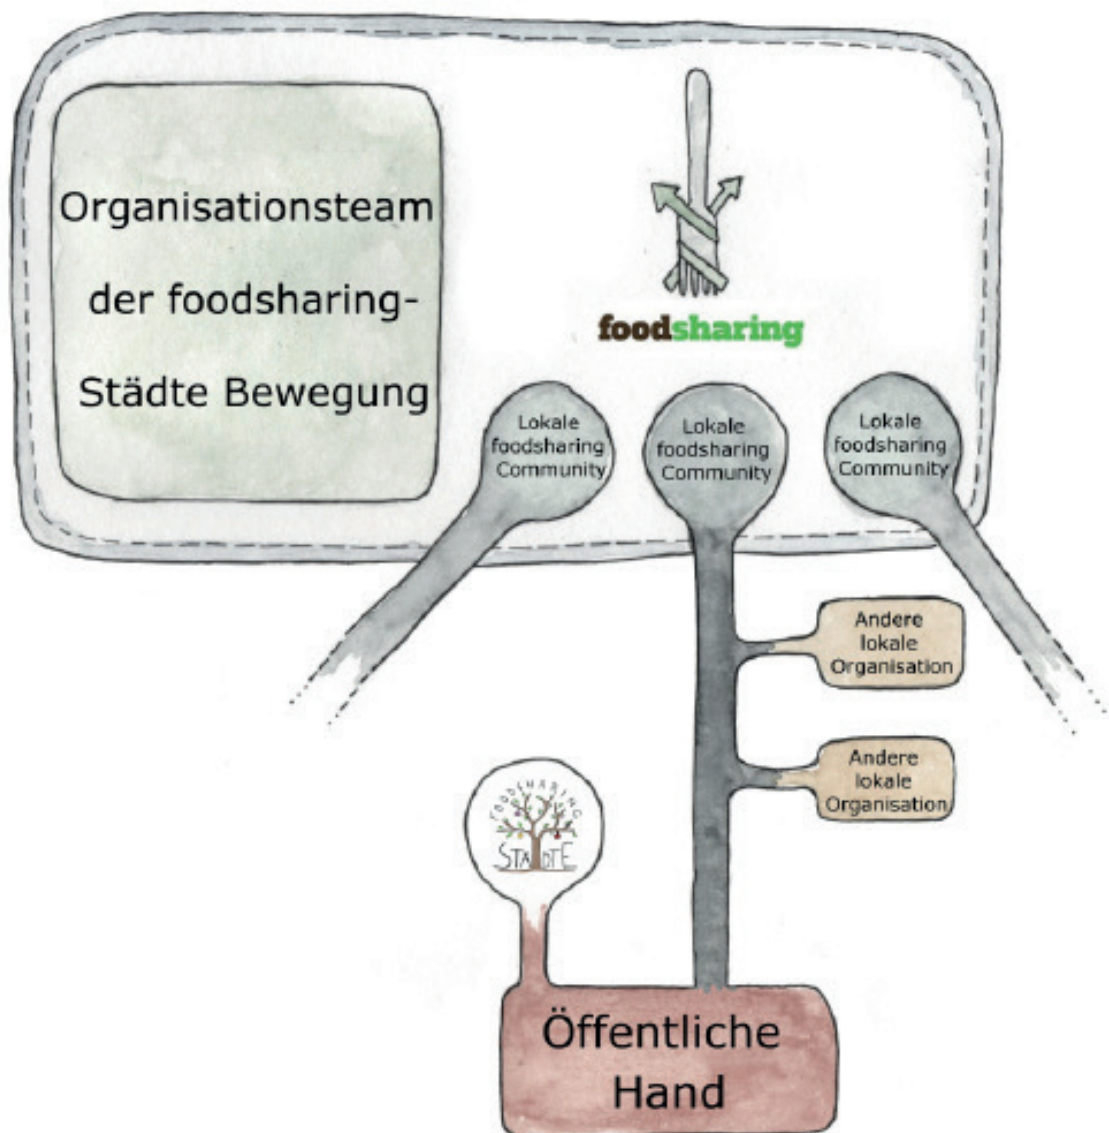 Organisationsteam
der foodsharing-
Städte Bewegung
foodsharing
Lokale
foodsharing
Community
Lokale
foodsharing
Community
Lokale
foodsharing
Community
Andere
lokale
Organisation
Andere
lokale
Organisation
FOODSHARING
STÄDTE
Öffentliche
Hand